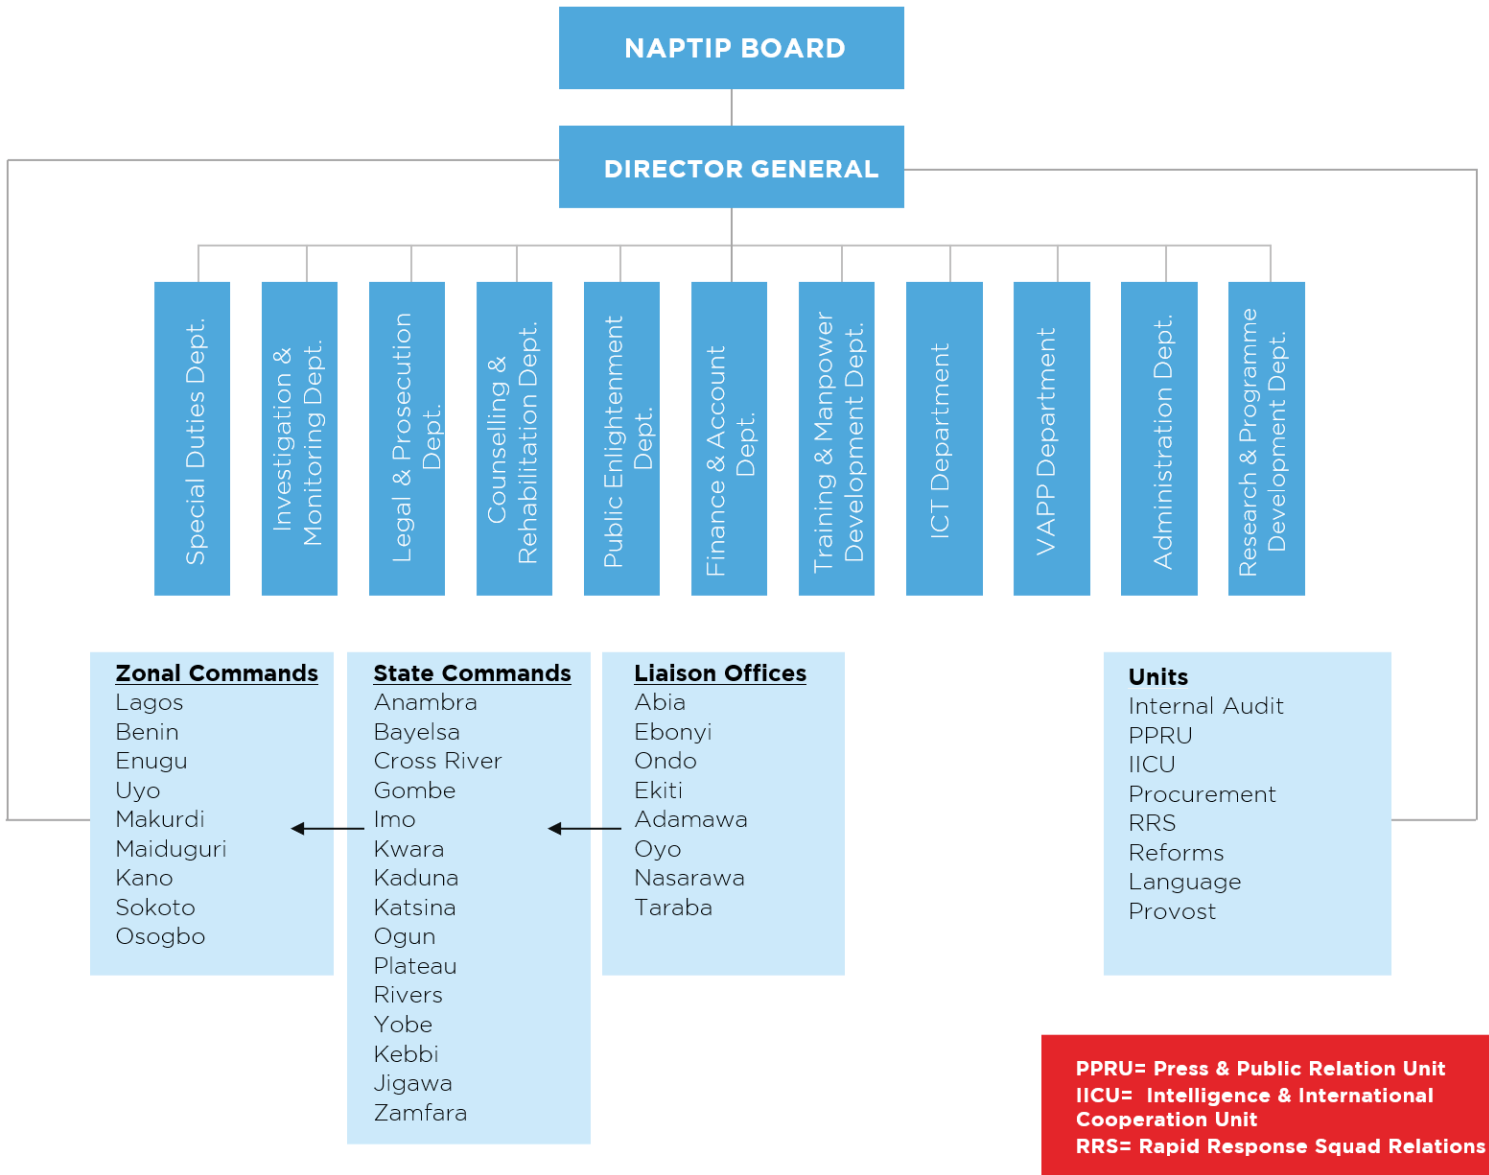 NAPTIP BOARD
DIRECTOR GENERAL
Special Duties Dept.
Investigation &
Monitoring Dept.
Legal & Prosecution
Dept.
Counselling &
Rehabilitation Dept.
Public Enlightenment
Dept.
Finance & Account
Dept.
Training & Manpower
Development Dept.
ICT Department
VAPP Department
Administration Dept.
Research & Programme
Development Dept.
Zonal Commands
Lagos
Benin
Enugu
Uyo
Makurdi
Maiduguri
Kano
Sokoto
Osogbo
State Commands
Anambra
Bayelsa
Cross River
Gombe
Imo
Kwara
Kaduna
Katsina
Ogun
Plateau
Rivers
Yobe
Kebbi
Jigawa
Zamfara
Liaison Offices
Abia
Ebonyi
Ondo
Ekiti
Adamawa
Oyo
Nasarawa
Taraba
Units
Internal Audit
PPRU
IICU
Procurement
RRS
Reforms
Language
Provost
PPRU= Press & Public Relation Unit
IICU= Intelligence & International
Cooperation Unit
RRS= Rapid Response Squad Relations